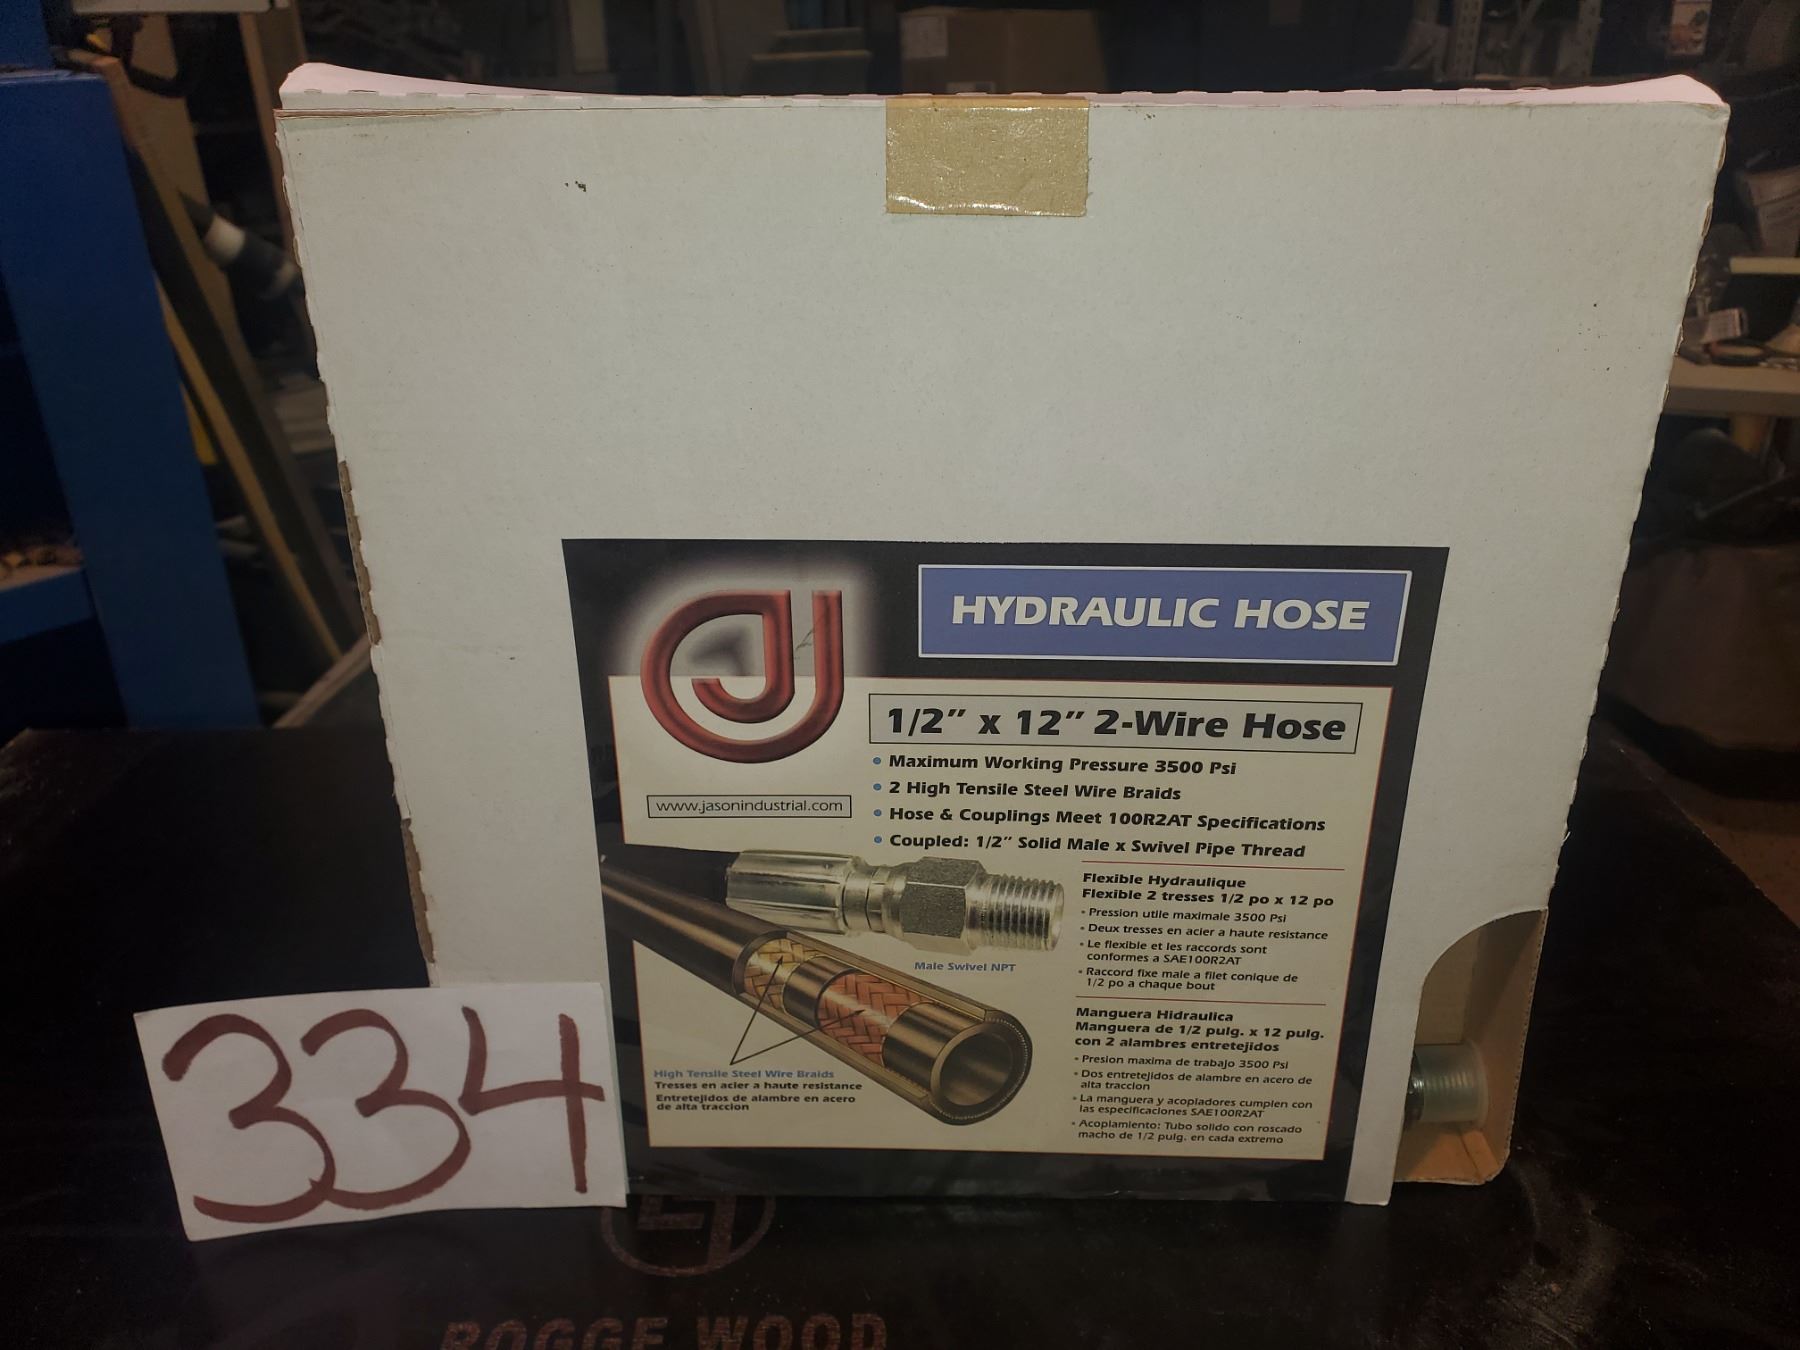 HYDRAULIC HOSE
1/2" x 12" 2-Wire Hose
• Maximum Working Pressure 3500 Psi
• 2 High Tensile Steel Wire Braids
• Hose & Couplings Meet 100R2AT Specifications
• Coupled: 1/2" Solid Male x Swivel Pipe Thread
www.jasonindustrial.com
Male Swivel NPT
High Tensile Steel Wire Braids
Tresses en acier a haute resistance
Entretejidos de alambre en acero
de alta traccion
Flexible Hydraulique
Flexible 2 tresses 1/2 po x 12 po
• Pression utile maximale 3500 Psi
• Deux tresses en acier a haute resistance
• Le flexible et les raccords sont
conformes a SAE100R2AT
• Raccord fixe male a filet conique de
1/2 po a chaque bout
Manguera Hidraulica
Manguera de 1/2 pulg. x 12 pulg.
con 2 alambres entretejidos
• Presion maxima de trabajo 3500 Psi
• Dos entretejidos de alambre en acero de
alta traccion
• La manguera y acopladores cumplen con
las especificaciones SAE100R2AT
• Acoplamiento: Tubo solido con roscado
macho de 1/2 pulg. en cada extremo
334
ROGGE WOOD